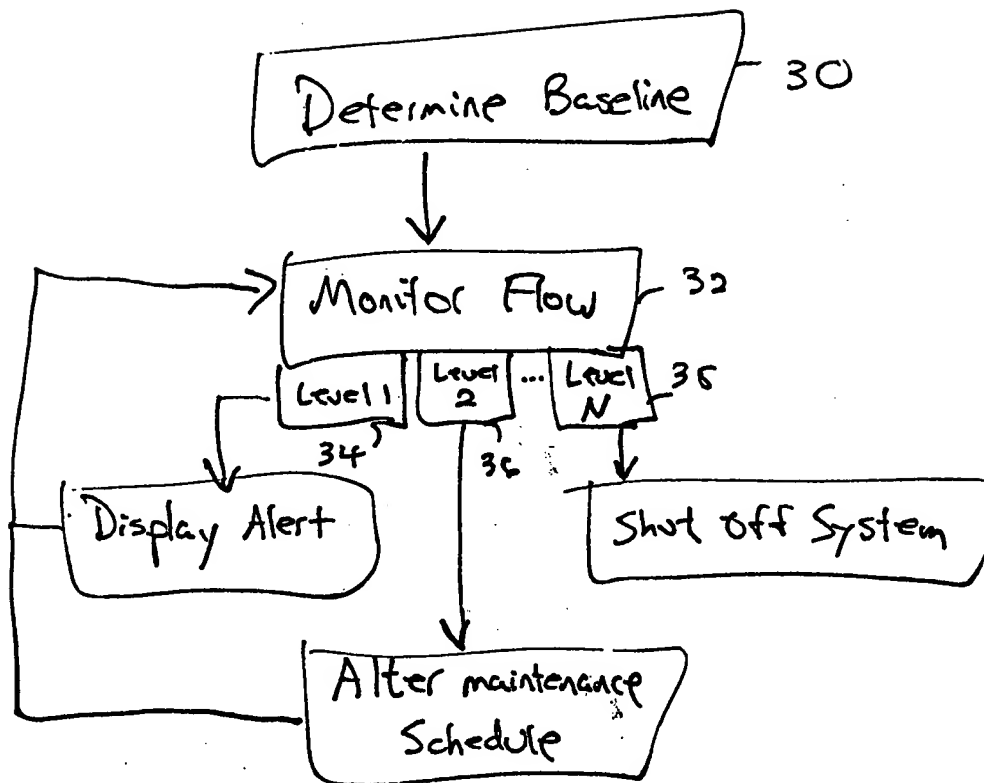 Determine Baseline
30
Monitor Flow
32
Level 1
Level
2
...
Level
N
34
36
38
Display Alert
Shut Off System
Alter maintenance
Schedule